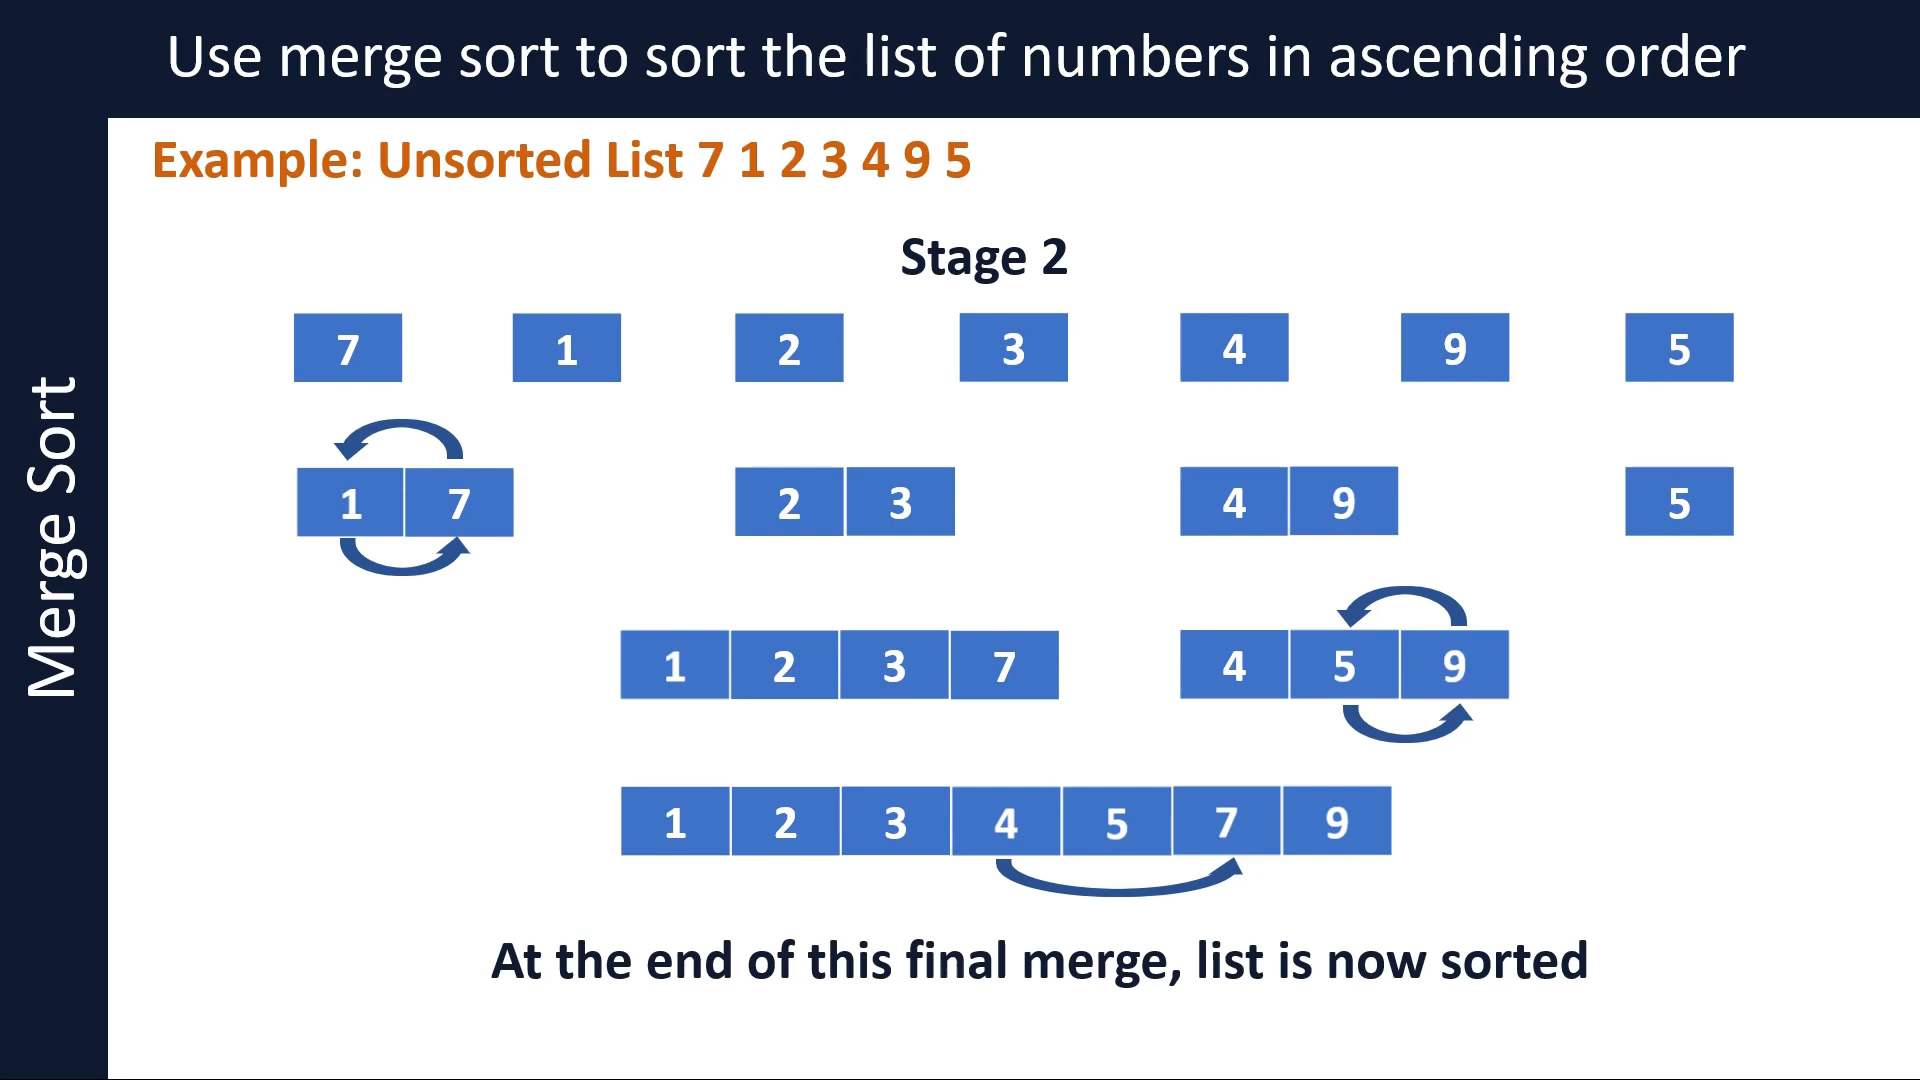 Use merge sort to sort the list of numbers in ascending order
Merge Sort
Example: Unsorted List 7 1 2 3 4 9 5
Stage 2
7 1 2 3 4 9 5
1 7 2 3 4 9 5
1 2 3 7 4 5 9
1 2 3 4 5 7 9
At the end of this final merge, list is now sorted